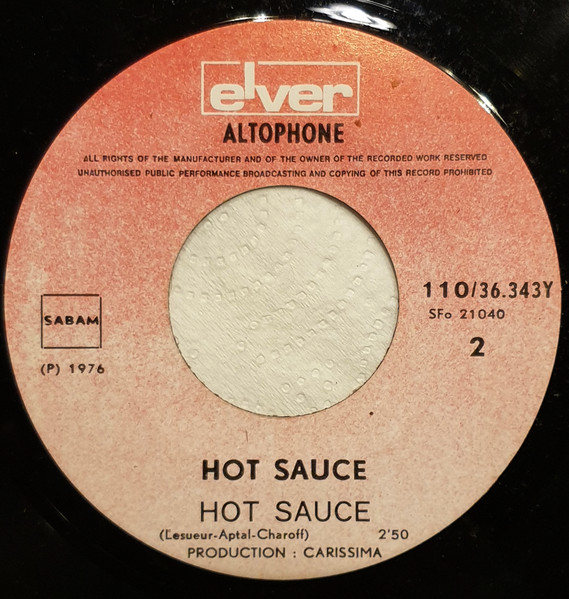 elver
ALTOPHONE
ALL RIGHTS OF THE MANUFACTURER AND OF THE OWNER OF THE RECORDED WORK RESERVED
UNAUTHORISED PUBLIC PERFORMANCE BROADCASTING AND COPYING OF THIS RECORD PROHIBITED
110/36.343Y
SFo 21040
2
SABAM
(P) 1976
HOT SAUCE
HOT SAUCE
(Lesueur-Aptal-Charoff) 2'50
PRODUCTION : CARISSIMA